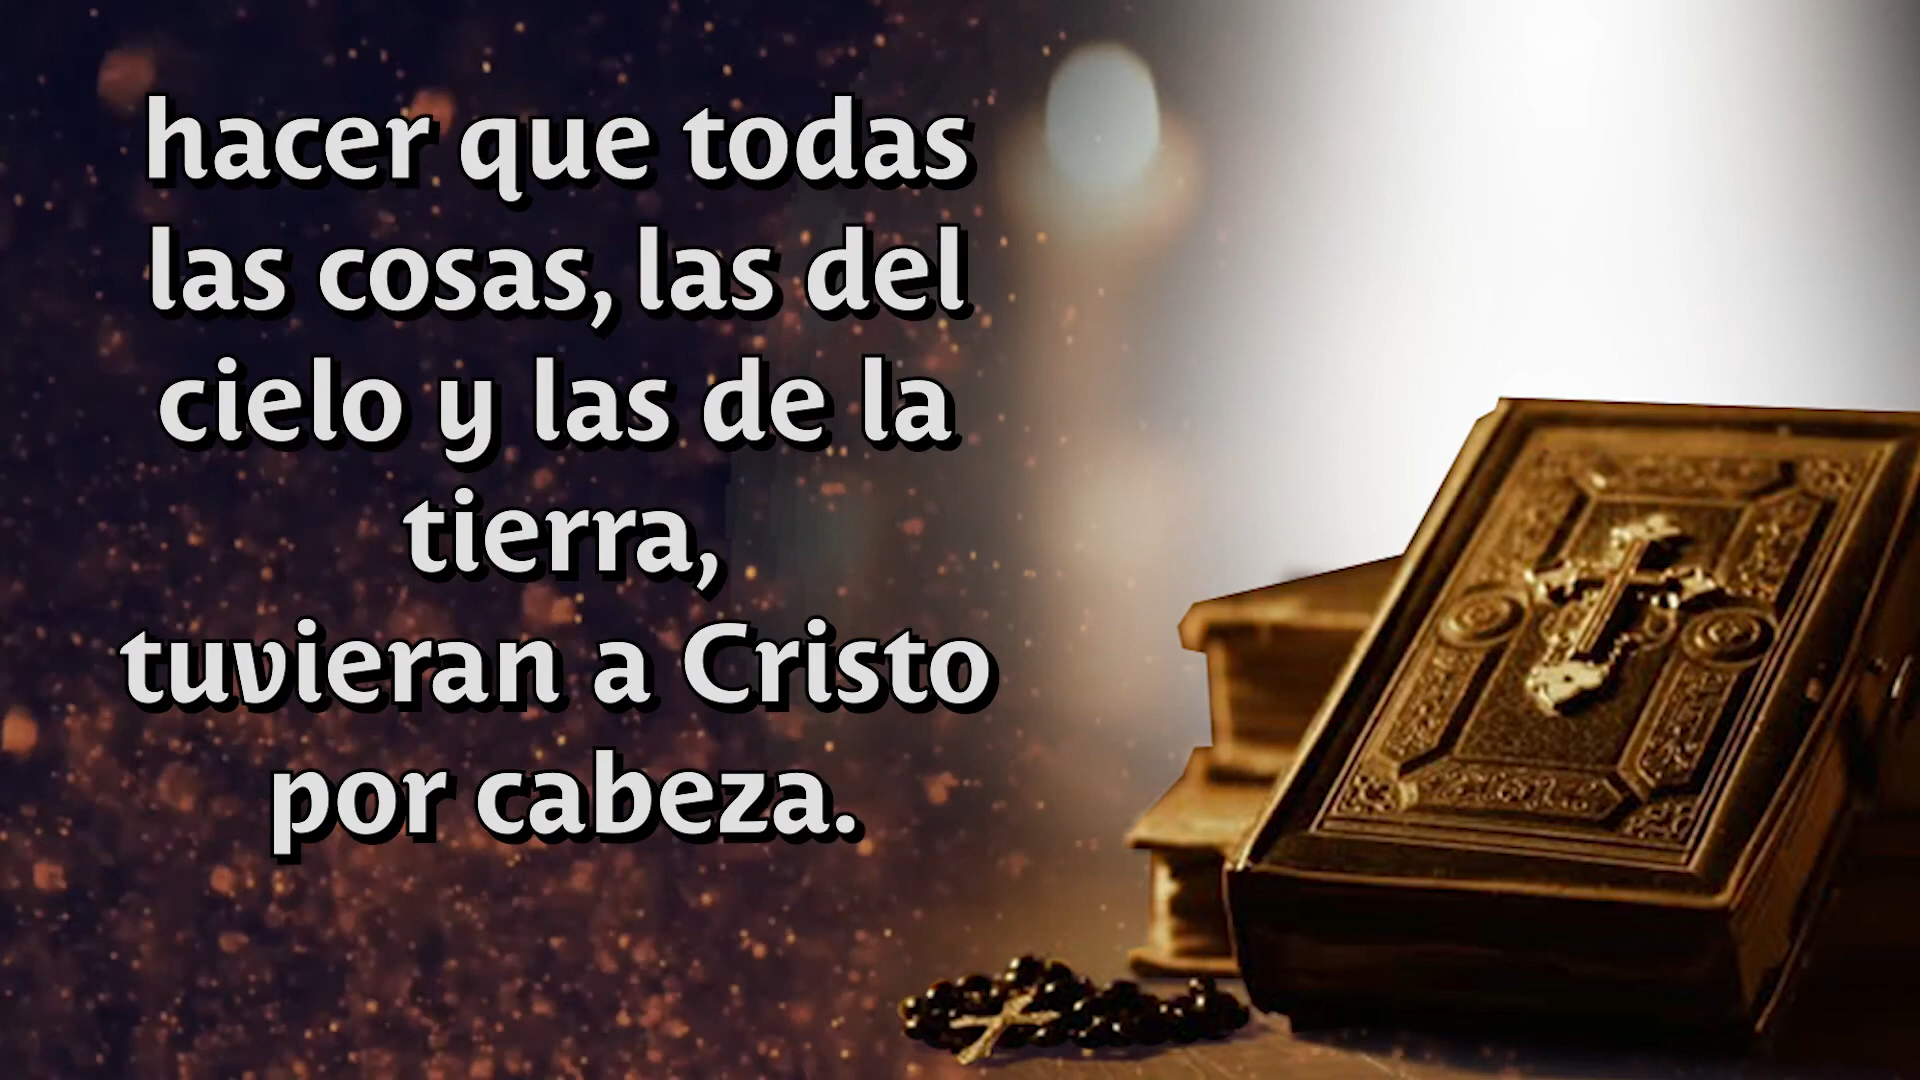 hacer que todas
las cosas, las del
cielo y las de la
tierra,
tuvieran a Cristo
por cabeza.